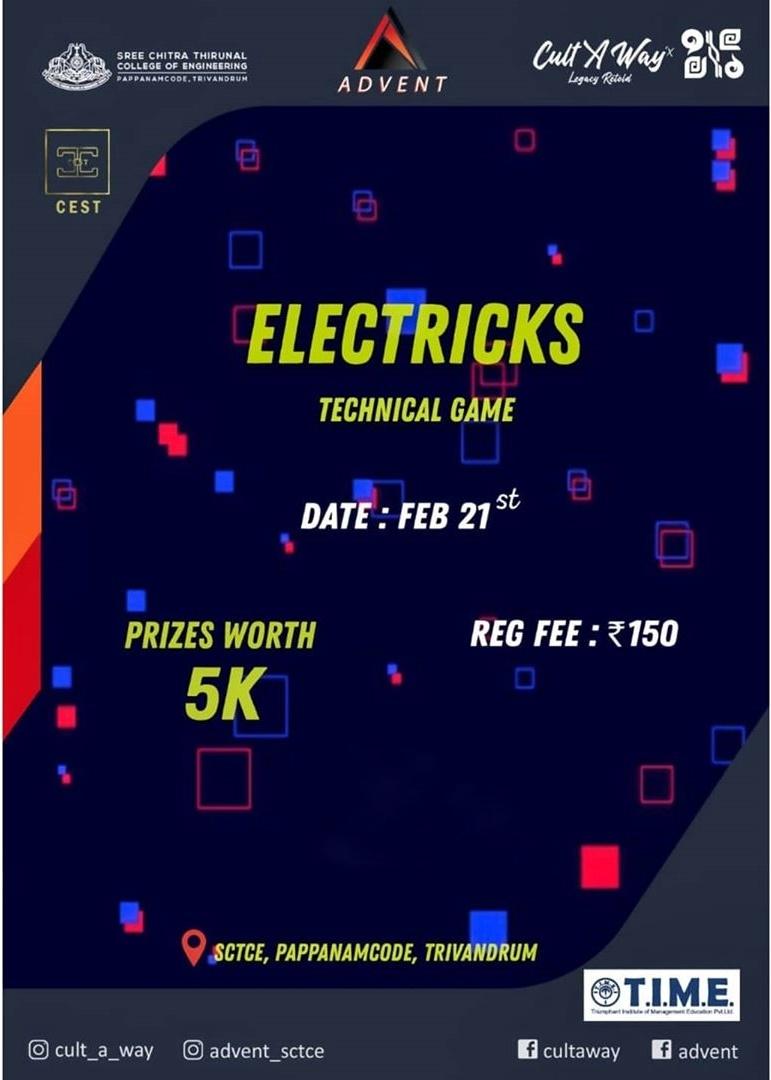 SREE CHITRA THIRUNAL
COLLEGE OF ENGINEERING
PAPPANAMCODE, TRIVANDRUM
ADVENT
Cult A Way X
Legacy Retold
CEST
ELECTRICKS
TECHNICAL GAME
DATE : FEB 21st
PRIZES WORTH
5K
REG FEE : ₹150
SCTCE, PAPPANAMCODE, TRIVANDRUM
T.I.M.E.
Triumphant Institute of Management Education Pvt.Ltd.
cult_a_way
advent_sctce
cultaway
advent